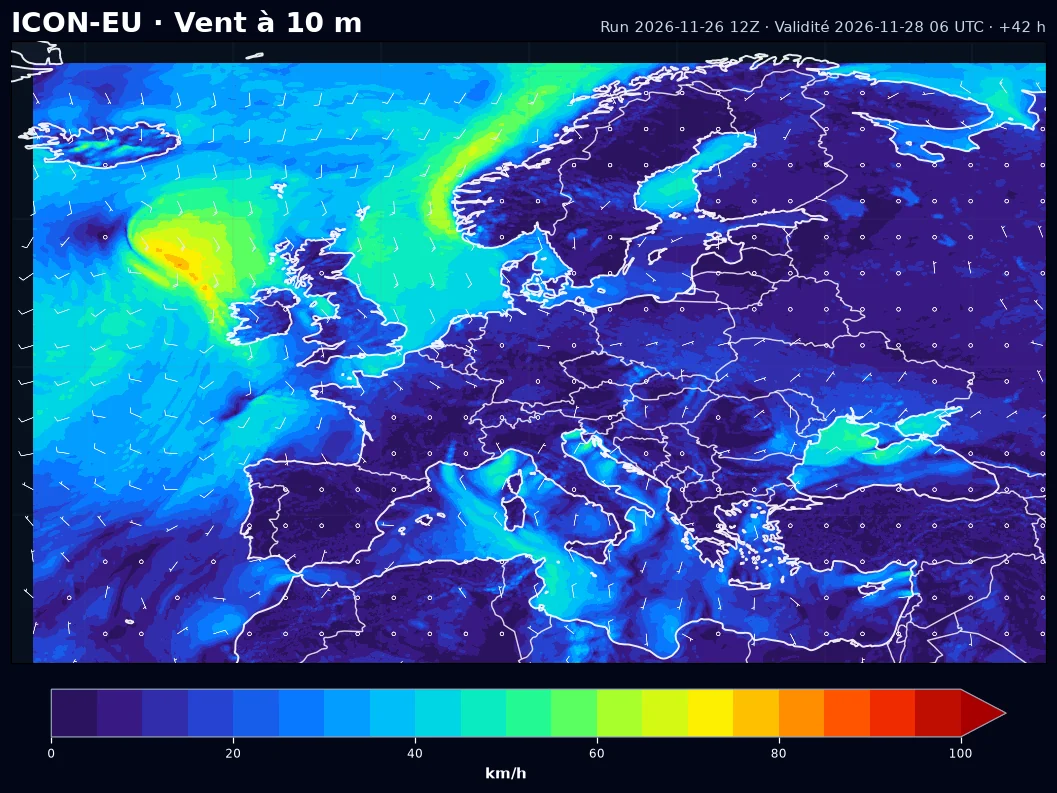 ICON-EU · Vent à 10 m
Run 2026-11-26 12Z · Validité 2026-11-28 06 UTC · +42 h
0 20 40 60 80 100
km/h